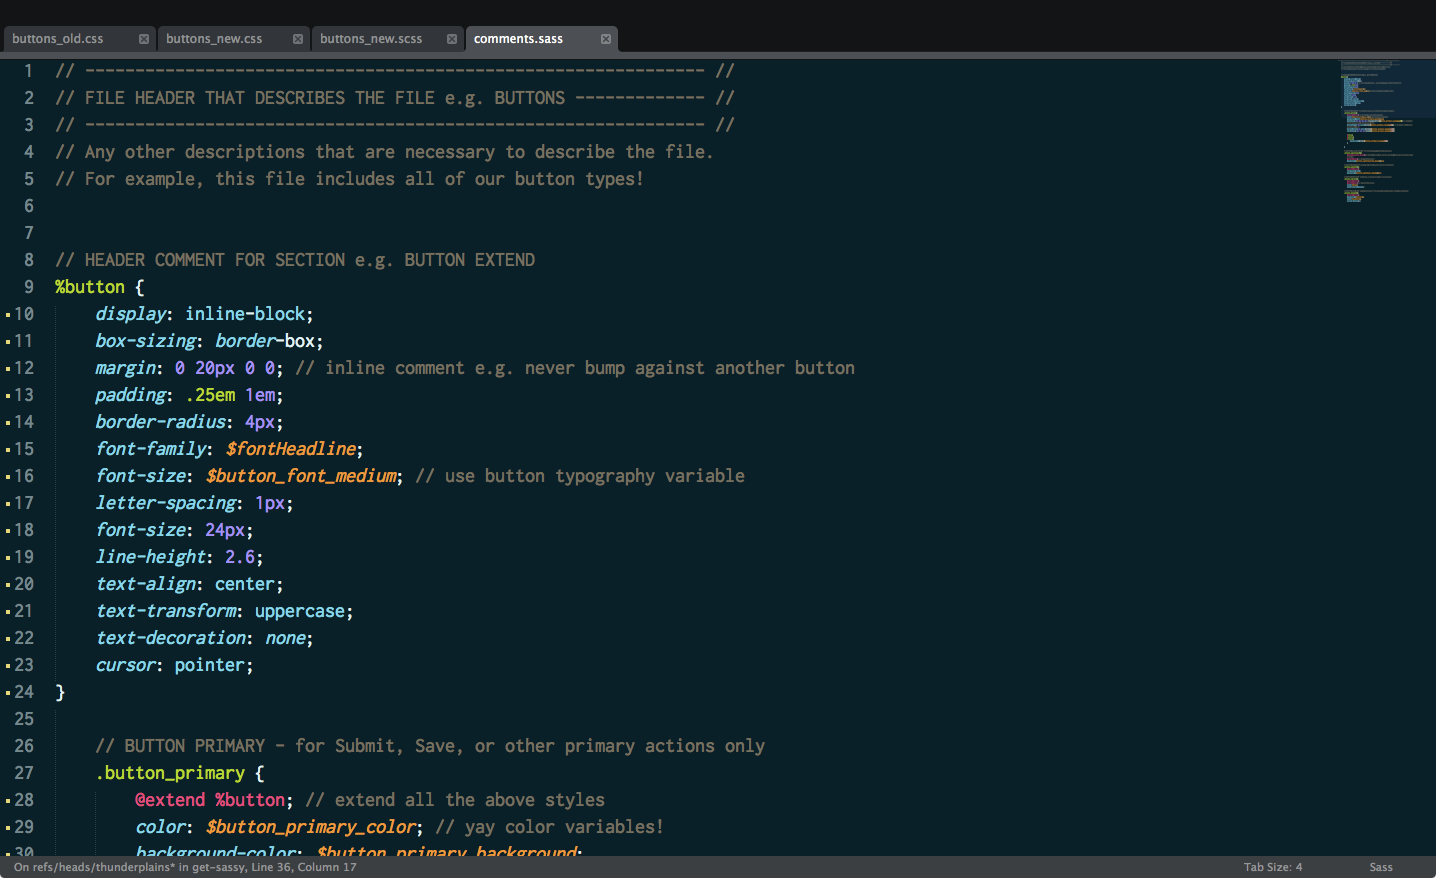 buttons_old.css buttons_new.css buttons_new.scss comments.sass
1 // -------------------------------------------------------------- //
2 // FILE HEADER THAT DESCRIBES THE FILE e.g. BUTTONS ------------- //
3 // -------------------------------------------------------------- //
4 // Any other descriptions that are necessary to describe the file.
5 // For example, this file includes all of our button types!
6
7
8 // HEADER COMMENT FOR SECTION e.g. BUTTON EXTEND
9 %button {
10 display: inline-block;
11 box-sizing: border-box;
12 margin: 0 20px 0 0; // inline comment e.g. never bump against another button
13 padding: .25em 1em;
14 border-radius: 4px;
15 font-family: $fontHeadline;
16 font-size: $button_font_medium; // use button typography variable
17 letter-spacing: 1px;
18 font-size: 24px;
19 line-height: 2.6;
20 text-align: center;
21 text-transform: uppercase;
22 text-decoration: none;
23 cursor: pointer;
24 }
25
26 // BUTTON PRIMARY - for Submit, Save, or other primary actions only
27 .button_primary {
28 @extend %button; // extend all the above styles
29 color: $button_primary_color; // yay color variables!
30 background-color: $button_primary_background;
On refs/heads/thunderplains* in get-sassy, Line 36, Column 17 Tab Size: 4 Sass